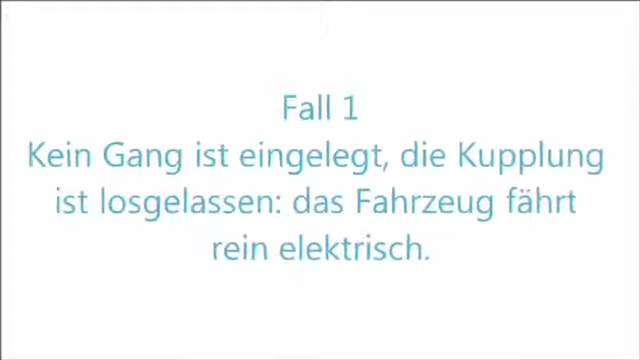 Fall 1
Kein Gang ist eingelegt, die Kupplung
ist losgelassen: das Fahrzeug fährt
rein elektrisch.